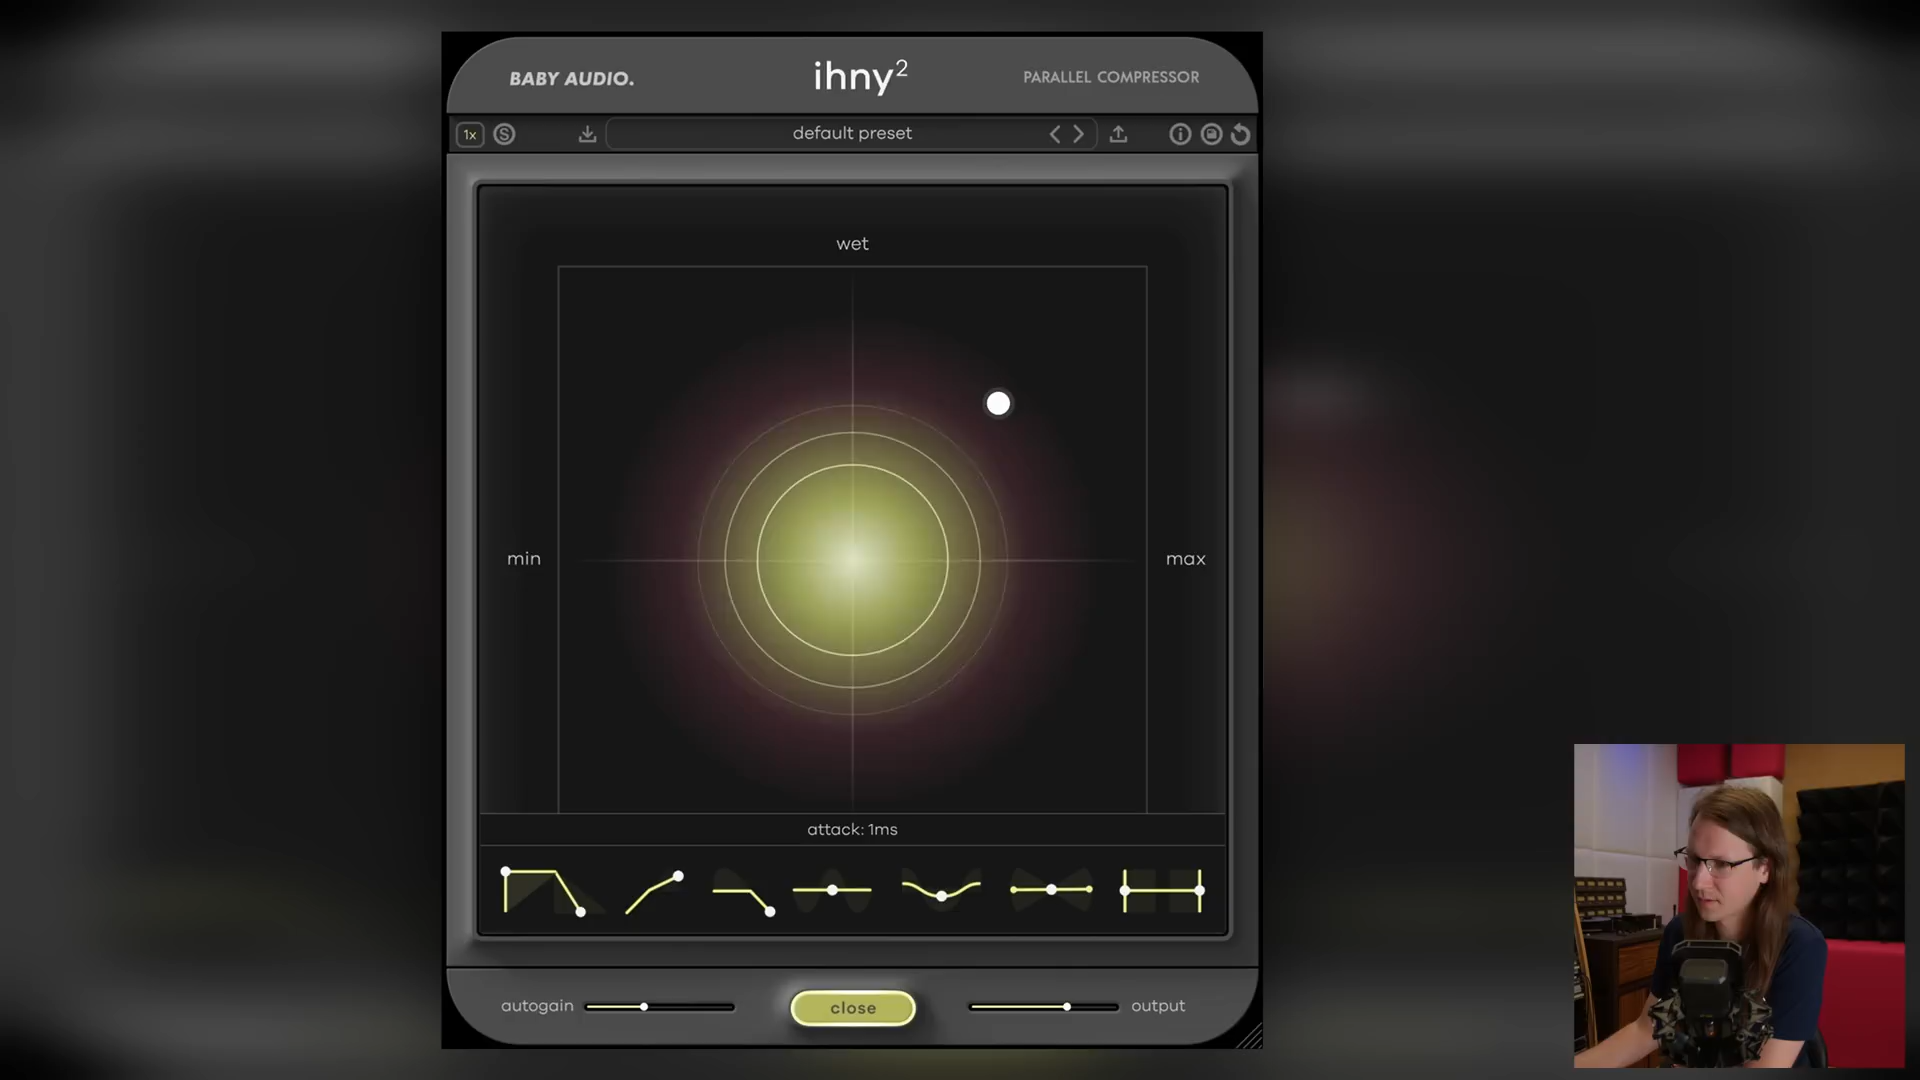 BABY AUDIO.
ihny²
PARALLEL COMPRESSOR
1x
S
default preset
wet
min
max
attack: 1ms
autogain
close
output